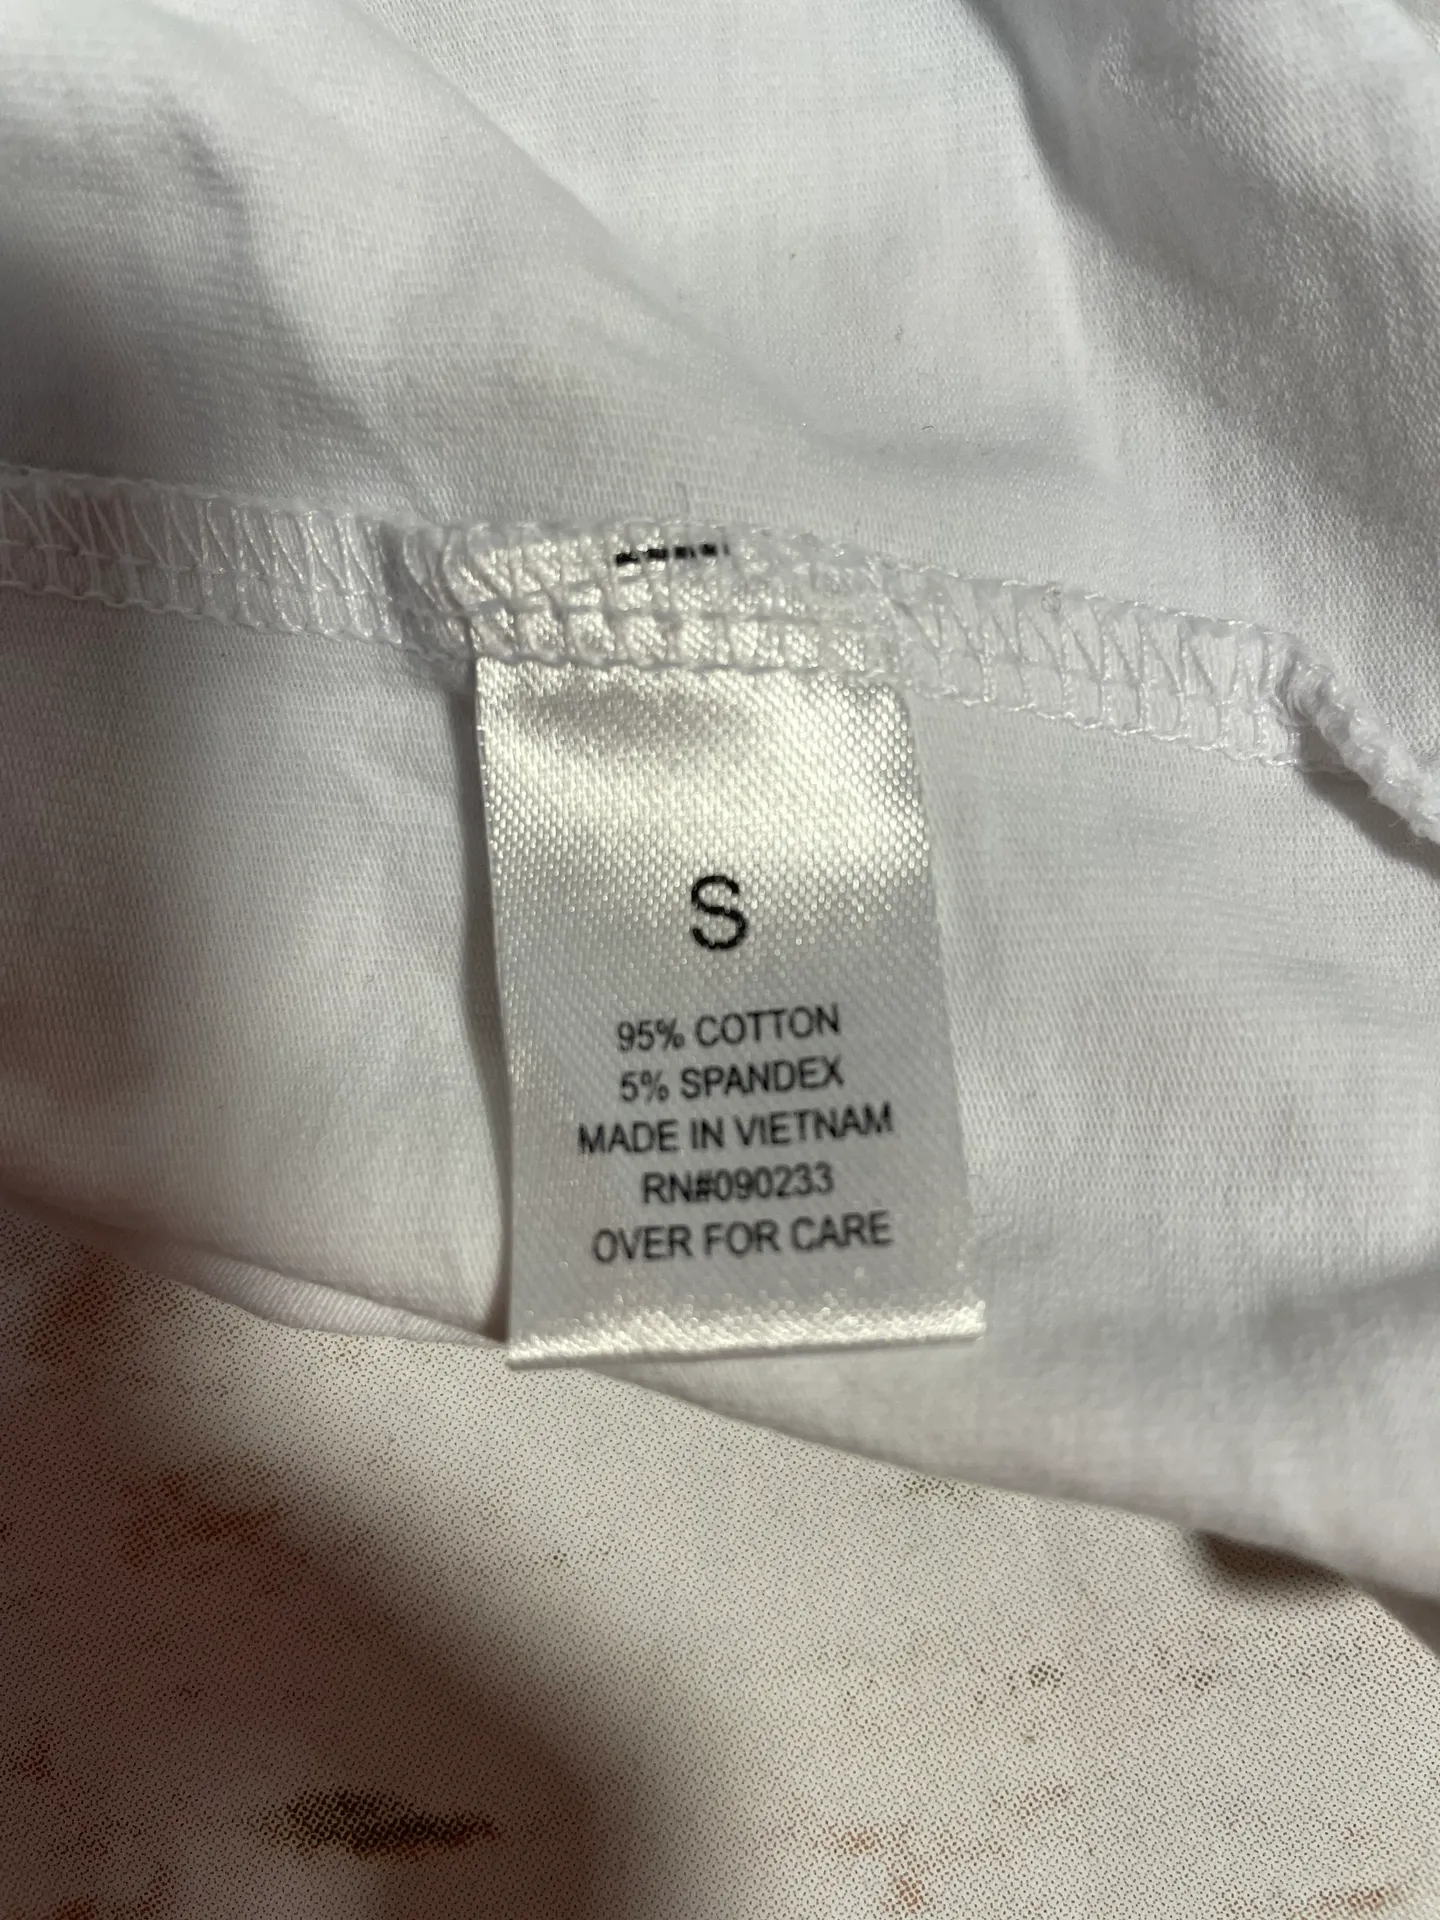 S
95% COTTON
5% SPANDEX
MADE IN VIETNAM
RN#090233
OVER FOR CARE